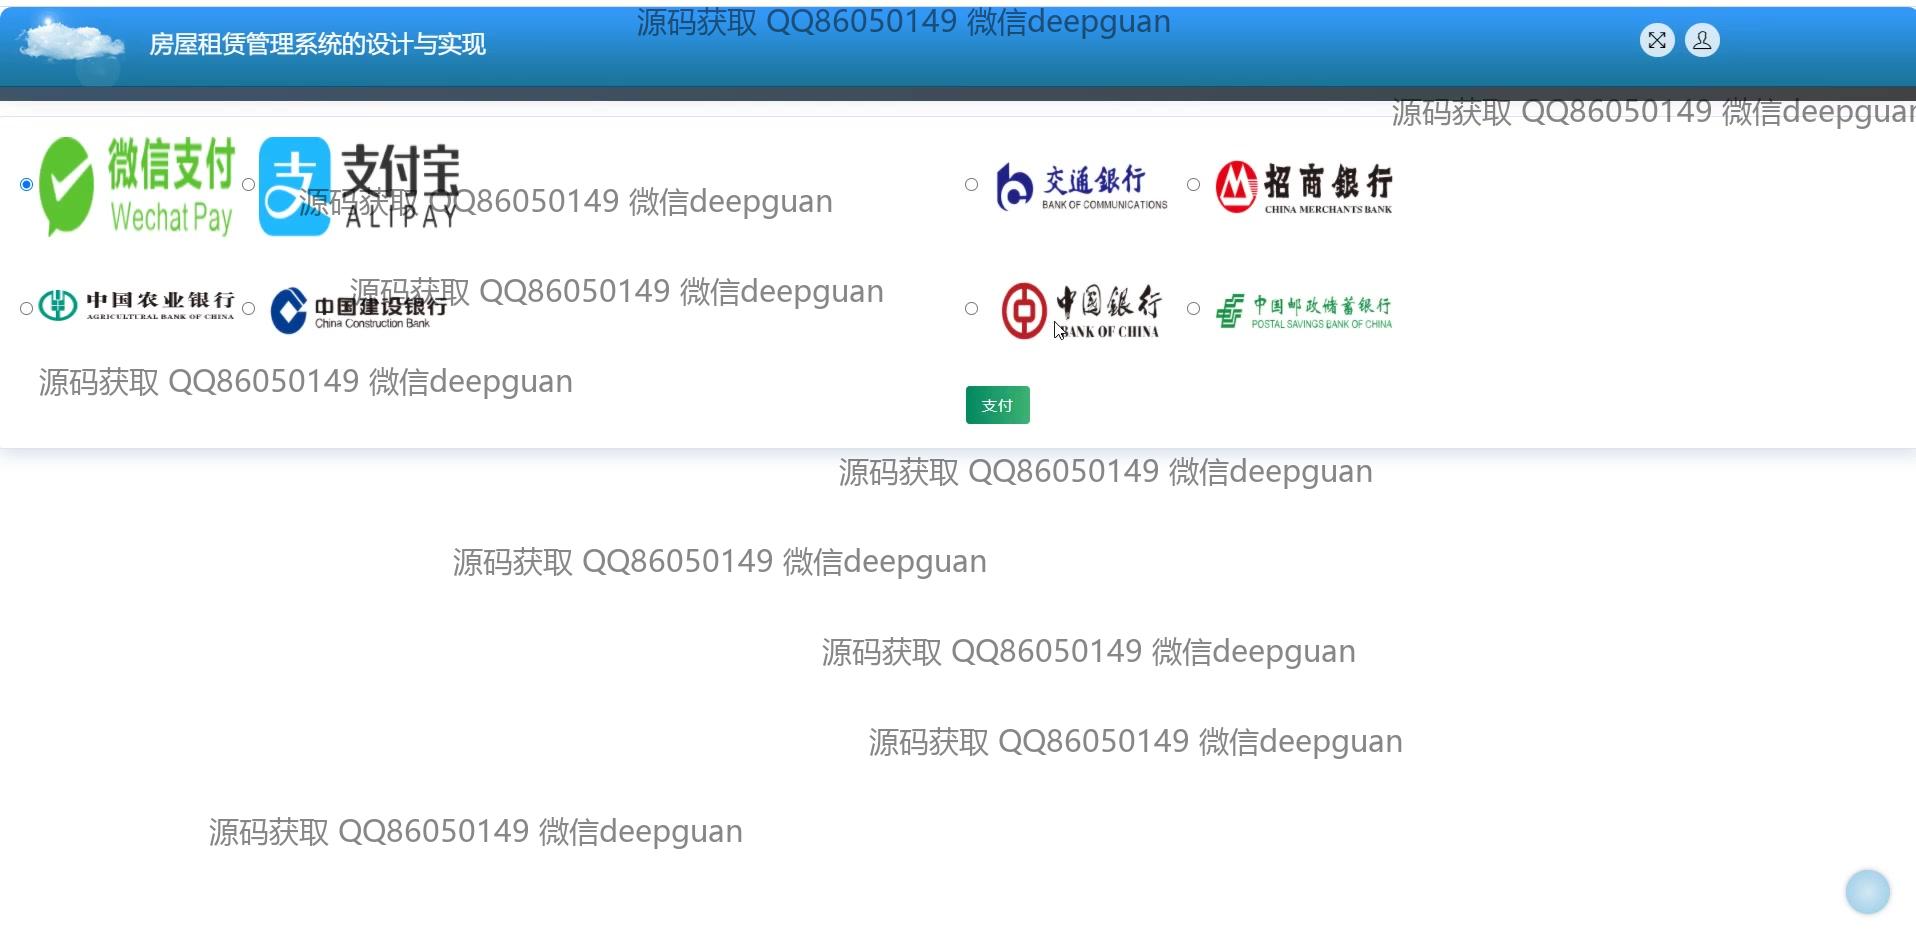 源码获取 QQ86050149 微信deepguan
房屋租赁管理系统的设计与实现
源码获取 QQ86050149 微信deepguan
微信支付
Wechat Pay
支付宝
ALIPAY
支
交通銀行
BANK OF COMMUNICATIONS
招商銀行
CHINA MERCHANTS BANK
源码获取 QQ86050149 微信deepguan
源码获取 QQ86050149 微信deepguan
中国农业银行
AGRICULTURAL BANK OF CHINA
中国建设银行
China Construction Bank
中国銀行
BANK OF CHINA
中国邮政储蓄银行
POSTAL SAVINGS BANK OF CHINA
源码获取 QQ86050149 微信deepguan
支付
源码获取 QQ86050149 微信deepguan
源码获取 QQ86050149 微信deepguan
源码获取 QQ86050149 微信deepguan
源码获取 QQ86050149 微信deepguan
源码获取 QQ86050149 微信deepguan